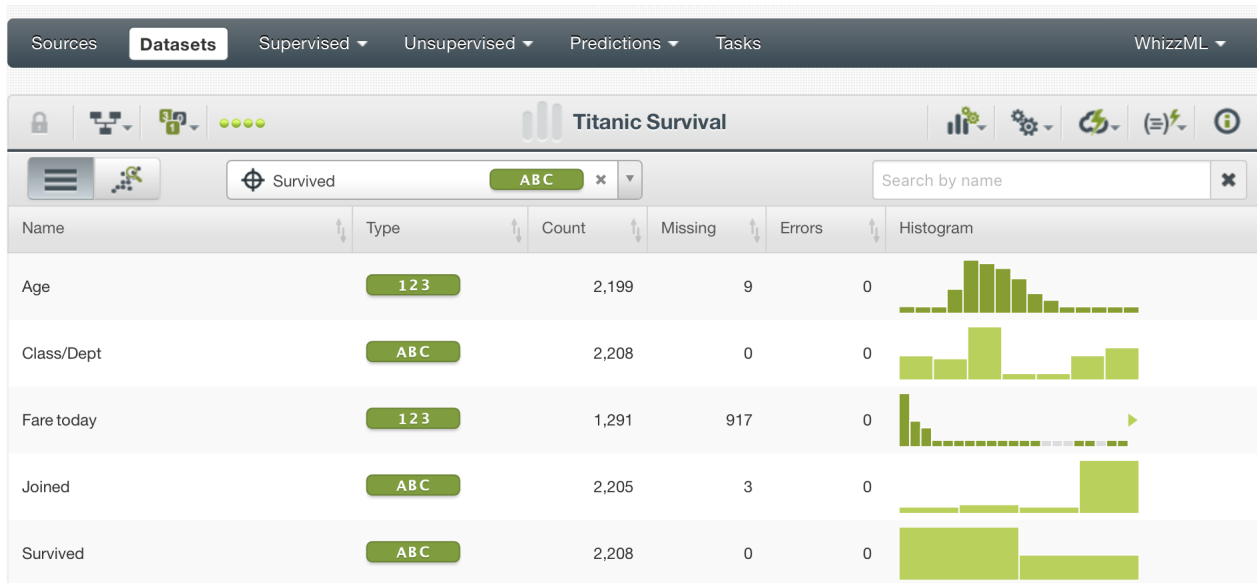 Sources Datasets Supervised Unsupervised Predictions Tasks WhizzML
Titanic Survival
Survived ABC Search by name
Name Type Count Missing Errors Histogram
Age 123 2,199 9 0
Class/Dept ABC 2,208 0 0
Fare today 123 1,291 917 0
Joined ABC 2,205 3 0
Survived ABC 2,208 0 0